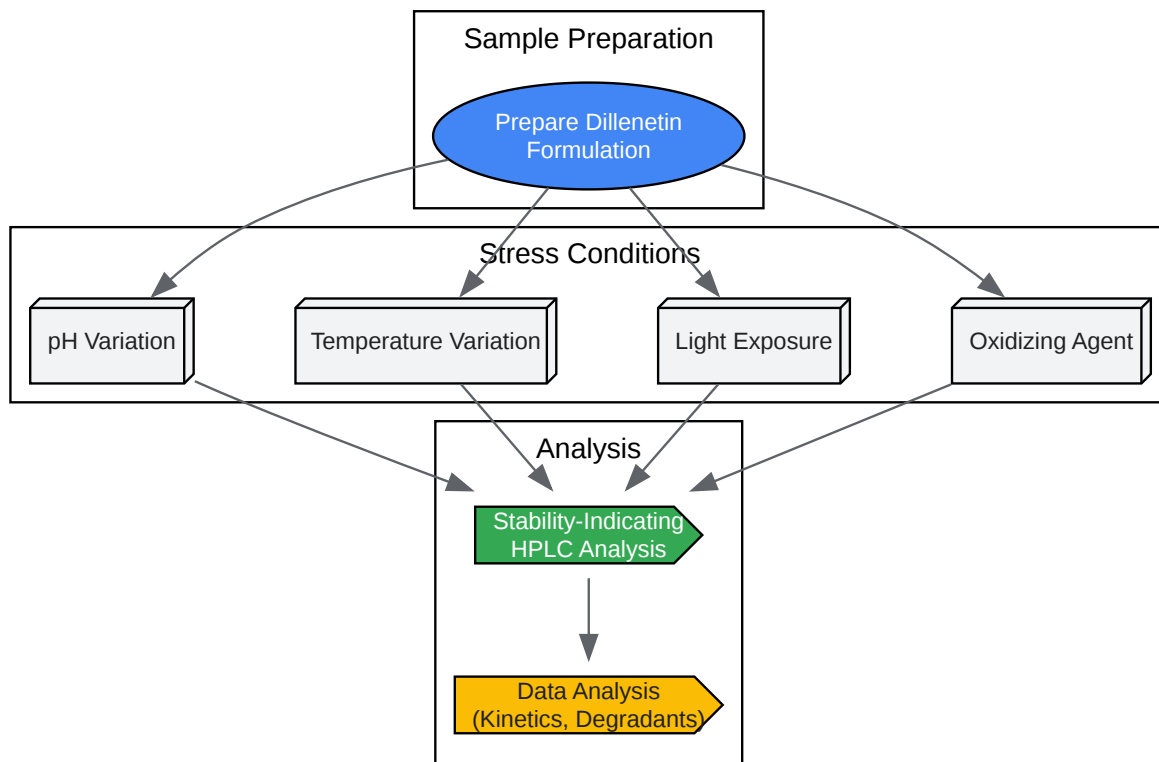 Sample Preparation
Prepare Dillenetin
Formulation
Stress Conditions
pH Variation
Temperature Variation
Light Exposure
Oxidizing Agent
Analysis
Stability-Indicating
HPLC Analysis
Data Analysis
(Kinetics, Degradants)